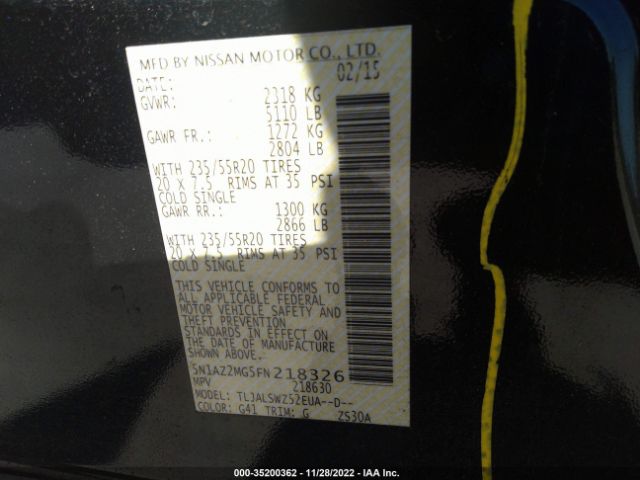 MFD BY NISSAN MOTOR CO., LTD.
DATE: 02/15
GVWR: 2318 KG
5110 LB
GAWR FR.: 1272 KG
2804 LB
WITH 235/55R20 TIRES
20 X 7.5 RIMS AT 35 PSI
COLD SINGLE
GAWR RR.: 1300 KG
2866 LB
WITH 235/55R20 TIRES
20 X 7.5 RIMS AT 35 PSI
COLD SINGLE
THIS VEHICLE CONFORMS TO
ALL APPLICABLE FEDERAL
MOTOR VEHICLE SAFETY AND
THEFT PREVENTION
STANDARDS IN EFFECT ON
THE DATE OF MANUFACTURE
SHOWN ABOVE.
5N1AZ2MG5FN218326
MPV 218630
MODEL: TLJALSWZ52EUA--D--
COLOR: G41 TRIM: G ZS30A
000-35200362 - 11/28/2022 - IAA Inc.